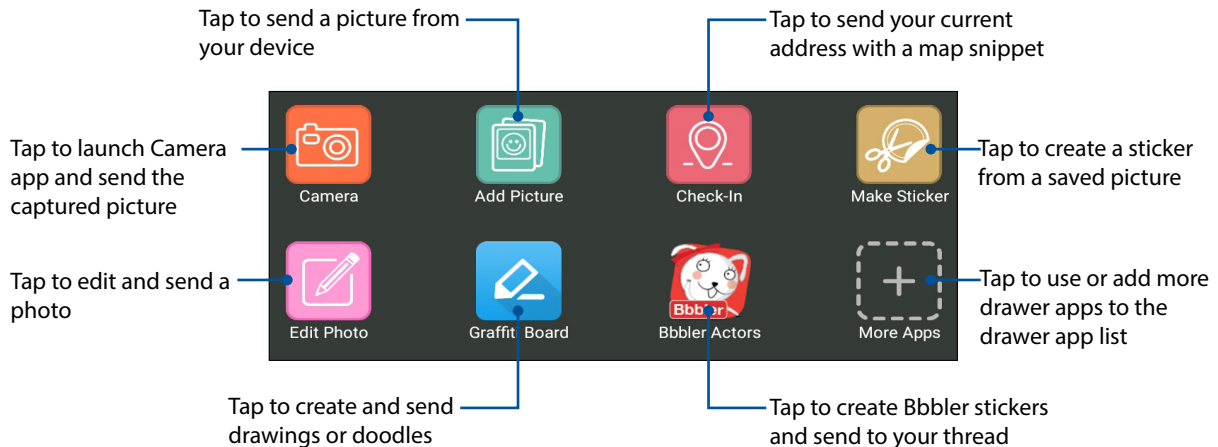 Tap to send a picture from
your device
Tap to send your current
address with a map snippet
Tap to launch Camera
app and send the
captured picture
Camera
Add Picture
Check-In
Make Sticker
Tap to create a sticker
from a saved picture
Tap to edit and send a
photo
Edit Photo
Graffiti Board
Bbbler
Bbbler Actors
More Apps
Tap to use or add more
drawer apps to the
drawer app list
Tap to create and send
drawings or doodles
Tap to create Bbbler stickers
and send to your thread